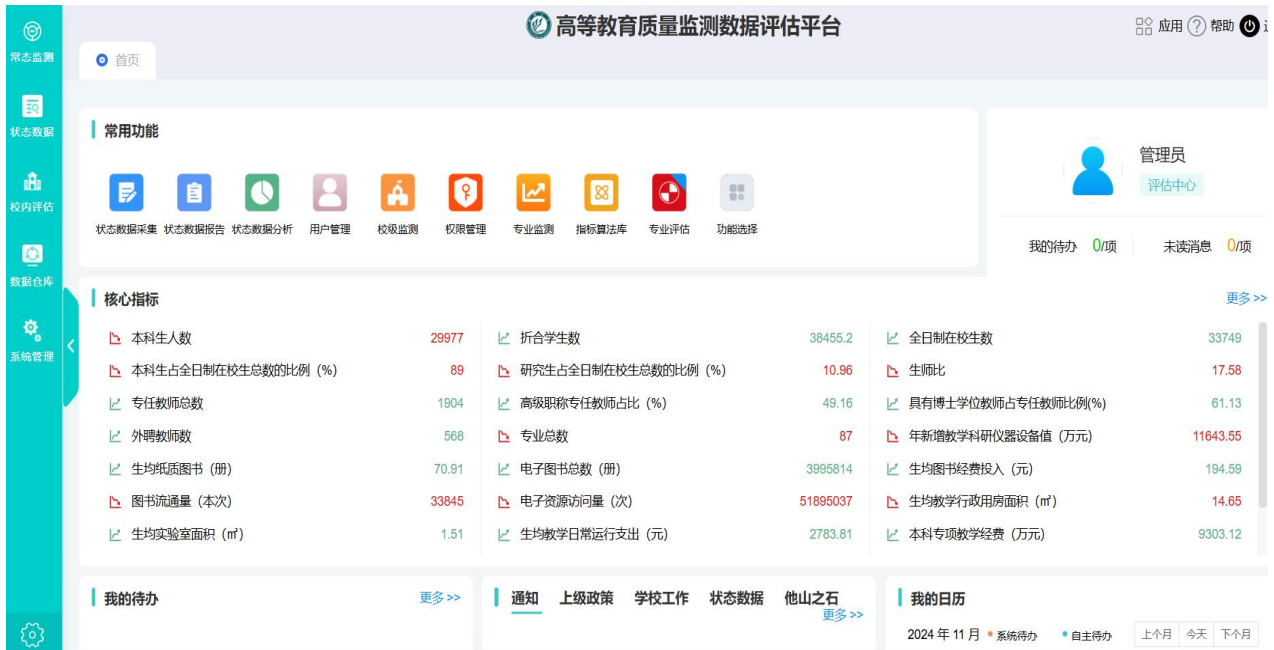 高等教育质量监测数据评估平台
应用 帮助
常态监测
首页
状态数据
校内评估
数据仓库
系统管理
常用功能
状态数据采集 状态数据报告 状态数据分析 用户管理 校级监测 权限管理 专业监测 指标算法库 专业评估 功能选择
管理员
评估中心
我的待办 0/项 未读消息 0/项
核心指标 更多>>
本科生人数 29977 折合学生数 38455.2 全日制在校生数 33749
本科生占全日制在校生总数的比例（%） 89 研究生占全日制在校生总数的比例（%） 10.96 生师比 17.58
专任教师总数 1904 高级职称专任教师占比（%） 49.16 具有博士学位教师占专任教师比例(%) 61.13
外聘教师数 568 专业总数 87 年新增教学科研仪器设备值（万元） 11643.55
生均纸质图书（册） 70.91 电子图书总数（册） 3995814 生均图书经费投入（元） 194.59
图书流通量（本次） 33845 电子资源访问量（次） 51895037 生均教学行政用房面积（㎡） 14.65
生均实验室面积（㎡） 1.51 生均教学日常运行支出（元） 2783.81 本科专项教学经费（万元） 9303.12
我的待办 更多>>
通知 上级政策 学校工作 状态数据 他山之石
更多>>
我的日历
2024 年 11 月 系统待办 自主待办 上个月 今天 下个月